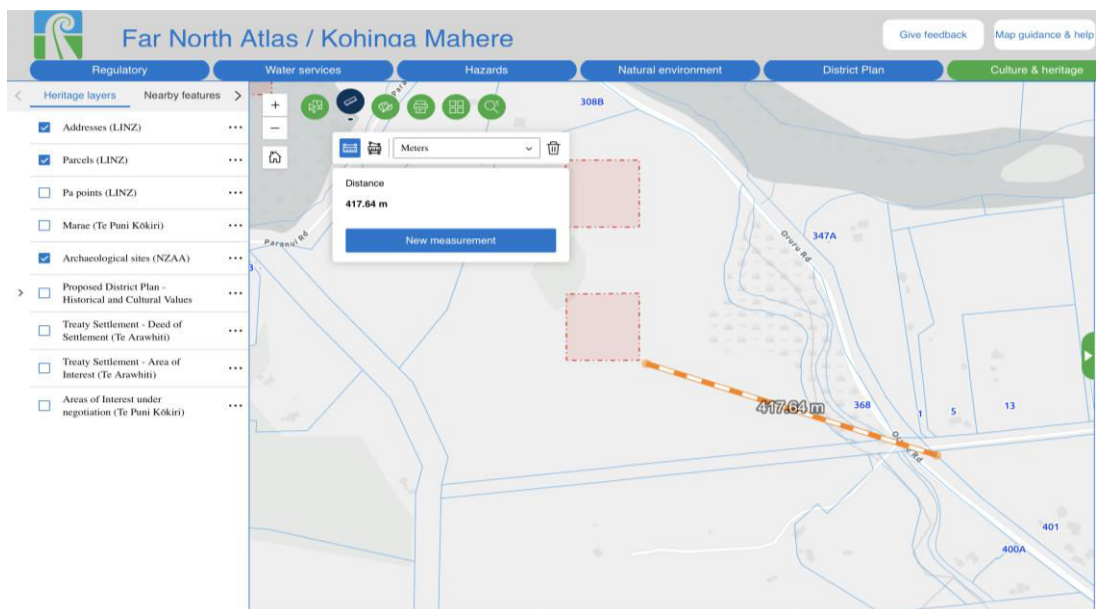 Far North Atlas / Kohinga Mahere
Give feedback
Map guidance & help
Regulatory
Water services
Hazards
Natural environment
District Plan
Culture & heritage
Heritage layers
Nearby features
Addresses (LINZ)
Parcels (LINZ)
Pa points (LINZ)
Marae (Te Puni Kōkiri)
Archaeological sites (NZAA)
Proposed District Plan -
Historical and Cultural Values
Treaty Settlement - Deed of
Settlement (Te Arawhiti)
Treaty Settlement - Area of
Interest (Te Arawhiti)
Areas of Interest under
negotiation (Te Puni Kōkiri)
Meters
Distance
417.64 m
New measurement
Par
308B
Paranui Rd
3
Oruru Rd
347A
417.64 m
368
1
5
13
Oruru Rd
401
400A